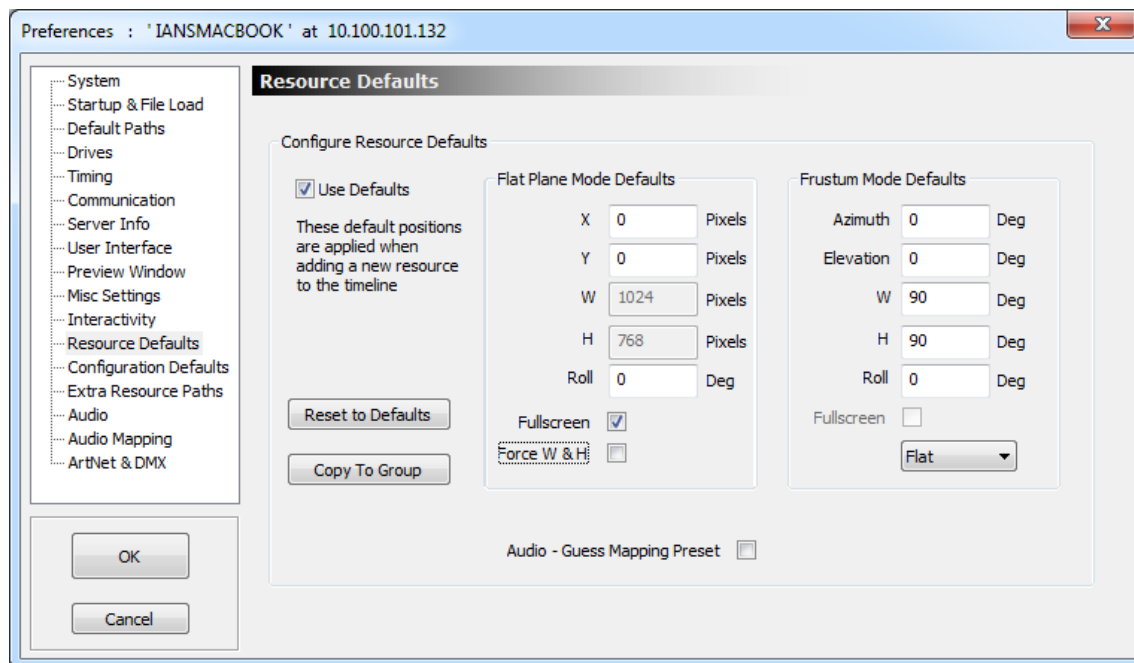 Preferences : ' IANSMACBOOK ' at 10.100.101.132
X
System
Startup & File Load
Default Paths
Drives
Timing
Communication
Server Info
User Interface
Preview Window
Misc Settings
Interactivity
Resource Defaults
Configuration Defaults
Extra Resource Paths
Audio
Audio Mapping
ArtNet & DMX
OK
Cancel
Resource Defaults
Configure Resource Defaults
Use Defaults
These default positions
are applied when
adding a new resource
to the timeline
Reset to Defaults
Copy To Group
Flat Plane Mode Defaults
X 0 Pixels
Y 0 Pixels
W 1024 Pixels
H 768 Pixels
Roll 0 Deg
Fullscreen
Force W & H
Frustum Mode Defaults
Azimuth 0 Deg
Elevation 0 Deg
W 90 Deg
H 90 Deg
Roll 0 Deg
Fullscreen
Flat
Audio - Guess Mapping Preset